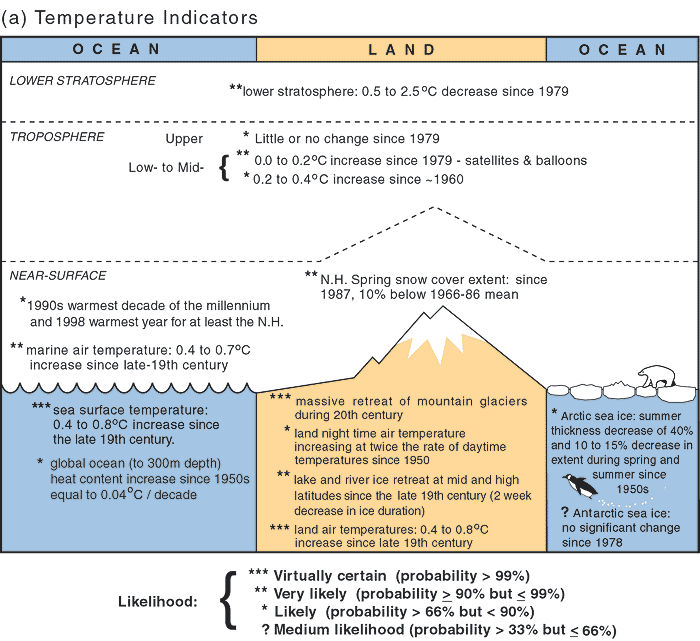 (a) Temperature Indicators
OCEAN LAND OCEAN
LOWER STRATOSPHERE
**lower stratosphere: 0.5 to 2.5°C decrease since 1979
TROPOSPHERE
Upper * Little or no change since 1979
Low- to Mid- { ** 0.0 to 0.2°C increase since 1979 - satellites & balloons
* 0.2 to 0.4°C increase since ~1960
NEAR-SURFACE
** N.H. Spring snow cover extent: since
1987, 10% below 1966-86 mean
*1990s warmest decade of the millennium
and 1998 warmest year for at least the N.H.
** marine air temperature: 0.4 to 0.7°C
increase since late-19th century
*** sea surface temperature:
0.4 to 0.8°C increase since
the late 19th century.
* global ocean (to 300m depth)
heat content increase since 1950s
equal to 0.04°C / decade
*** massive retreat of mountain glaciers
during 20th century
* land night time air temperature
increasing at twice the rate of daytime
temperatures since 1950
** lake and river ice retreat at mid and high
latitudes since the late 19th century (2 week
decrease in ice duration)
*** land air temperatures: 0.4 to 0.8°C
increase since late 19th century
* Arctic sea ice: summer
thickness decrease of 40%
and 10 to 15% decrease in
extent during spring and
summer since
1950s
? Antarctic sea ice:
no significant change
since 1978
Likelihood: {
*** Virtually certain (probability > 99%)
** Very likely (probability ≥ 90% but ≤ 99%)
* Likely (probability > 66% but < 90%)
? Medium likelihood (probability > 33% but ≤ 66%)